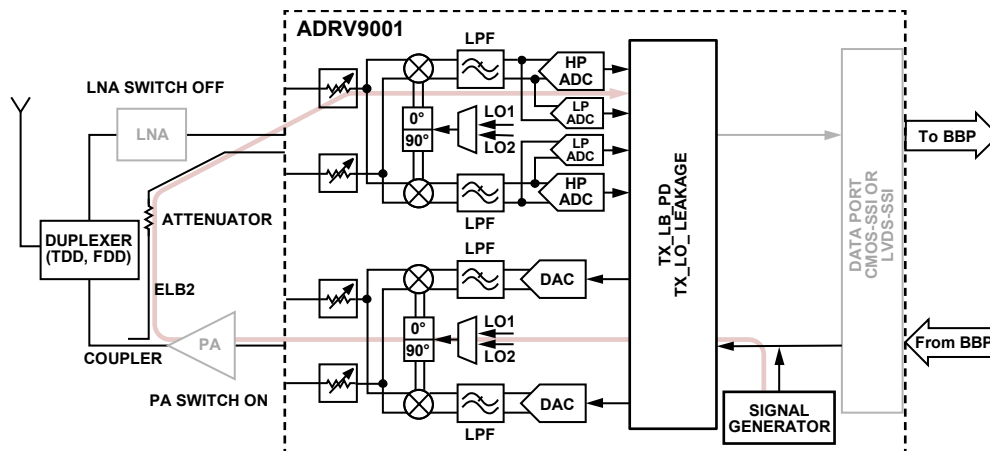 ADRV9001
LPF
HP
ADC
LNA SWITCH OFF
LNA
LP
ADC
0°
90°
LO1
LO2
LP
ADC
HP
ADC
LPF
To BBP
ATTENUATOR
DUPLEXER
(TDD, FDD)
ELB2
COUPLER
PA
PA SWITCH ON
LPF
DAC
0°
90°
LO1
LO2
DAC
LPF
TX_LB_PD
TX_LO_LEAKAGE
DATA PORT
CMOS-SSI OR
LVDS-SSI
From BBP
SIGNAL
GENERATOR